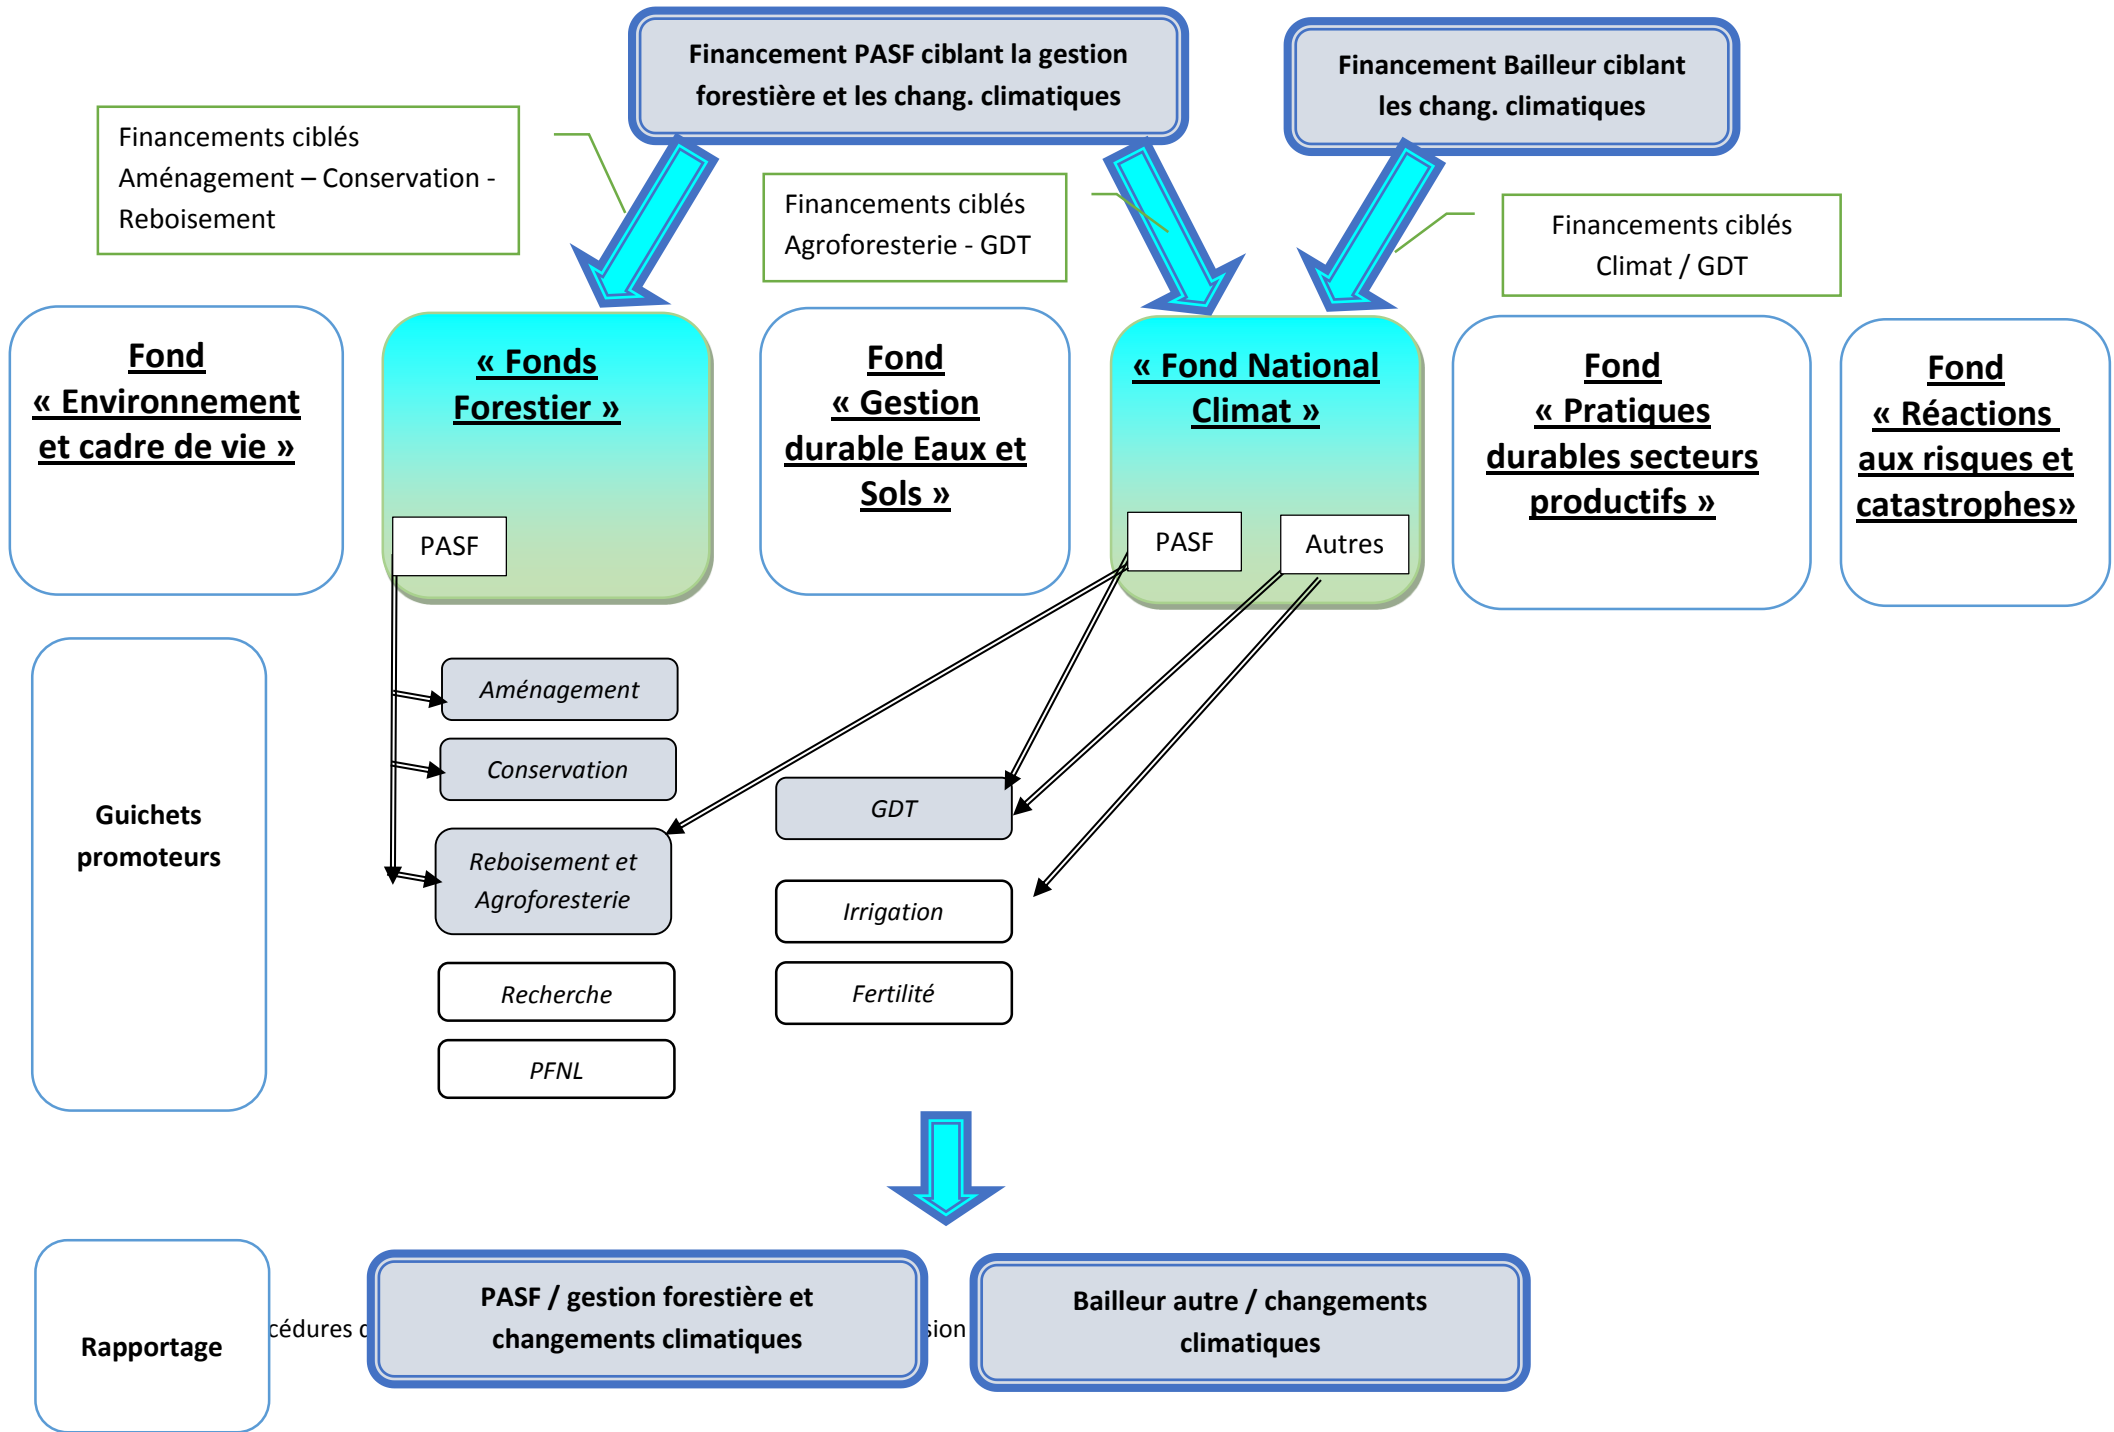 Financement PASF ciblant la gestion
forestière et les chang. climatiques
Financement Bailleur ciblant
les chang. climatiques
Financements ciblés
Aménagement – Conservation -
Reboisement
Financements ciblés
Agroforesterie - GDT
Financements ciblés
Climat / GDT
Fond
« Environnement
et cadre de vie »
« Fonds
Forestier »
PASF
Fond
« Gestion
durable Eaux et
Sols »
« Fond National
Climat »
PASF
Autres
Fond
« Pratiques
durables secteurs
productifs »
Fond
« Réactions
aux risques et
catastrophes»
Guichets
promoteurs
Aménagement
Conservation
Reboisement et
Agroforesterie
Recherche
PFNL
GDT
Irrigation
Fertilité
Rapportage
cédures
PASF / gestion forestière et
changements climatiques
sion
Bailleur autre / changements
climatiques